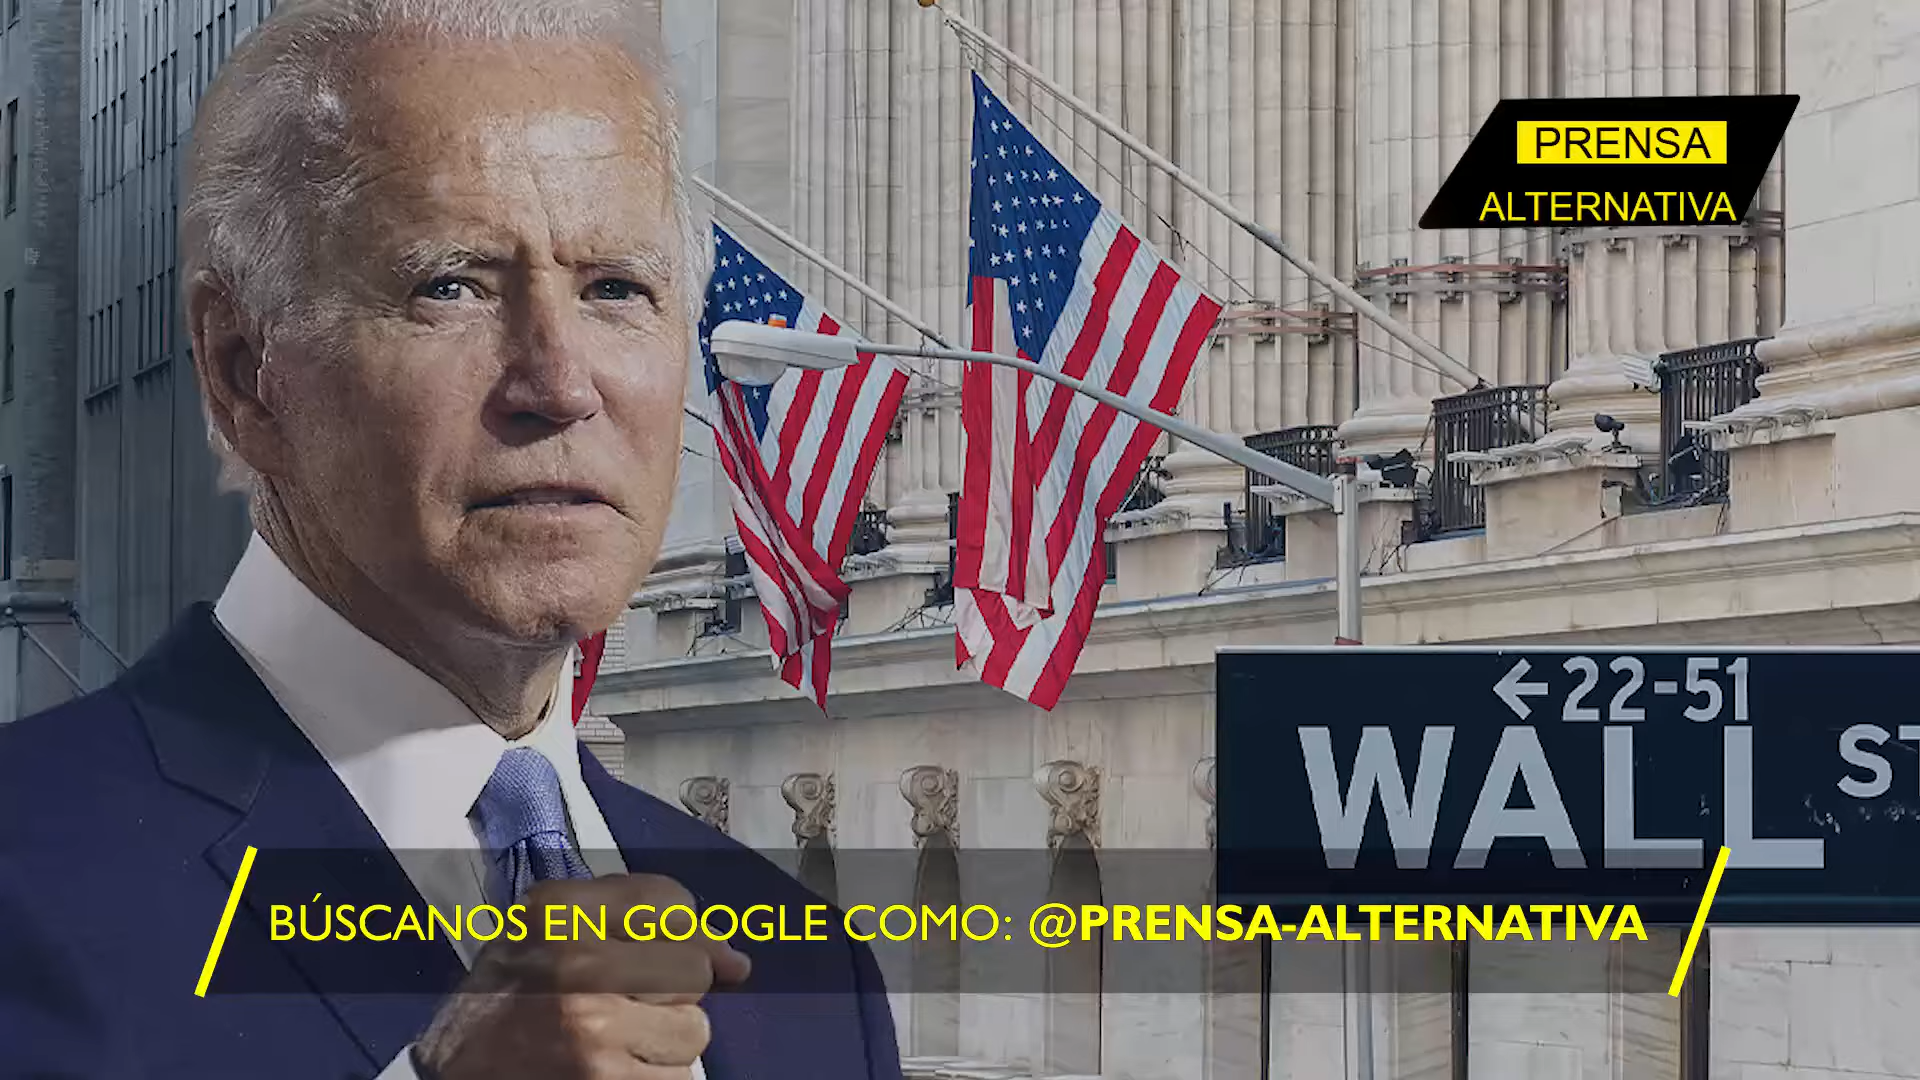 PRENSA
ALTERNATIVA
←22-51
WALL ST
BÚSCANOS EN GOOGLE COMO: @PRENSA-ALTERNATIVA